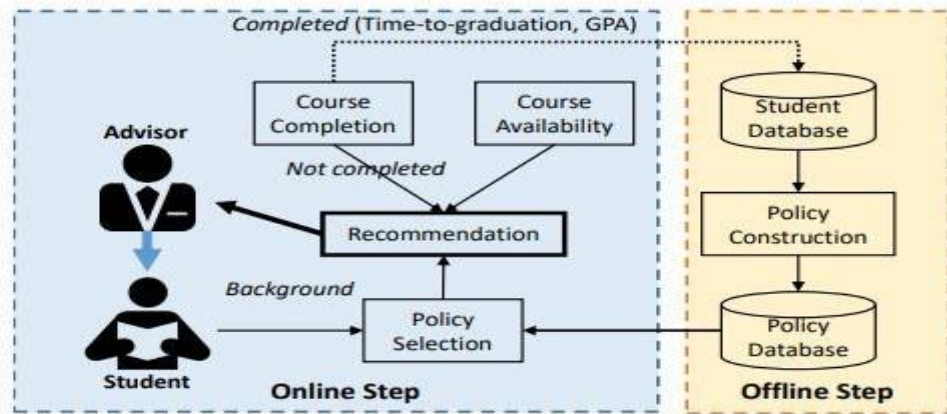 Completed (Time-to-graduation, GPA)
Course
Completion
Course
Availability
Student
Database
Advisor
Not completed
Recommendation
Policy
Construction
Background
Policy
Selection
Policy
Database
Student
Online Step
Offline Step